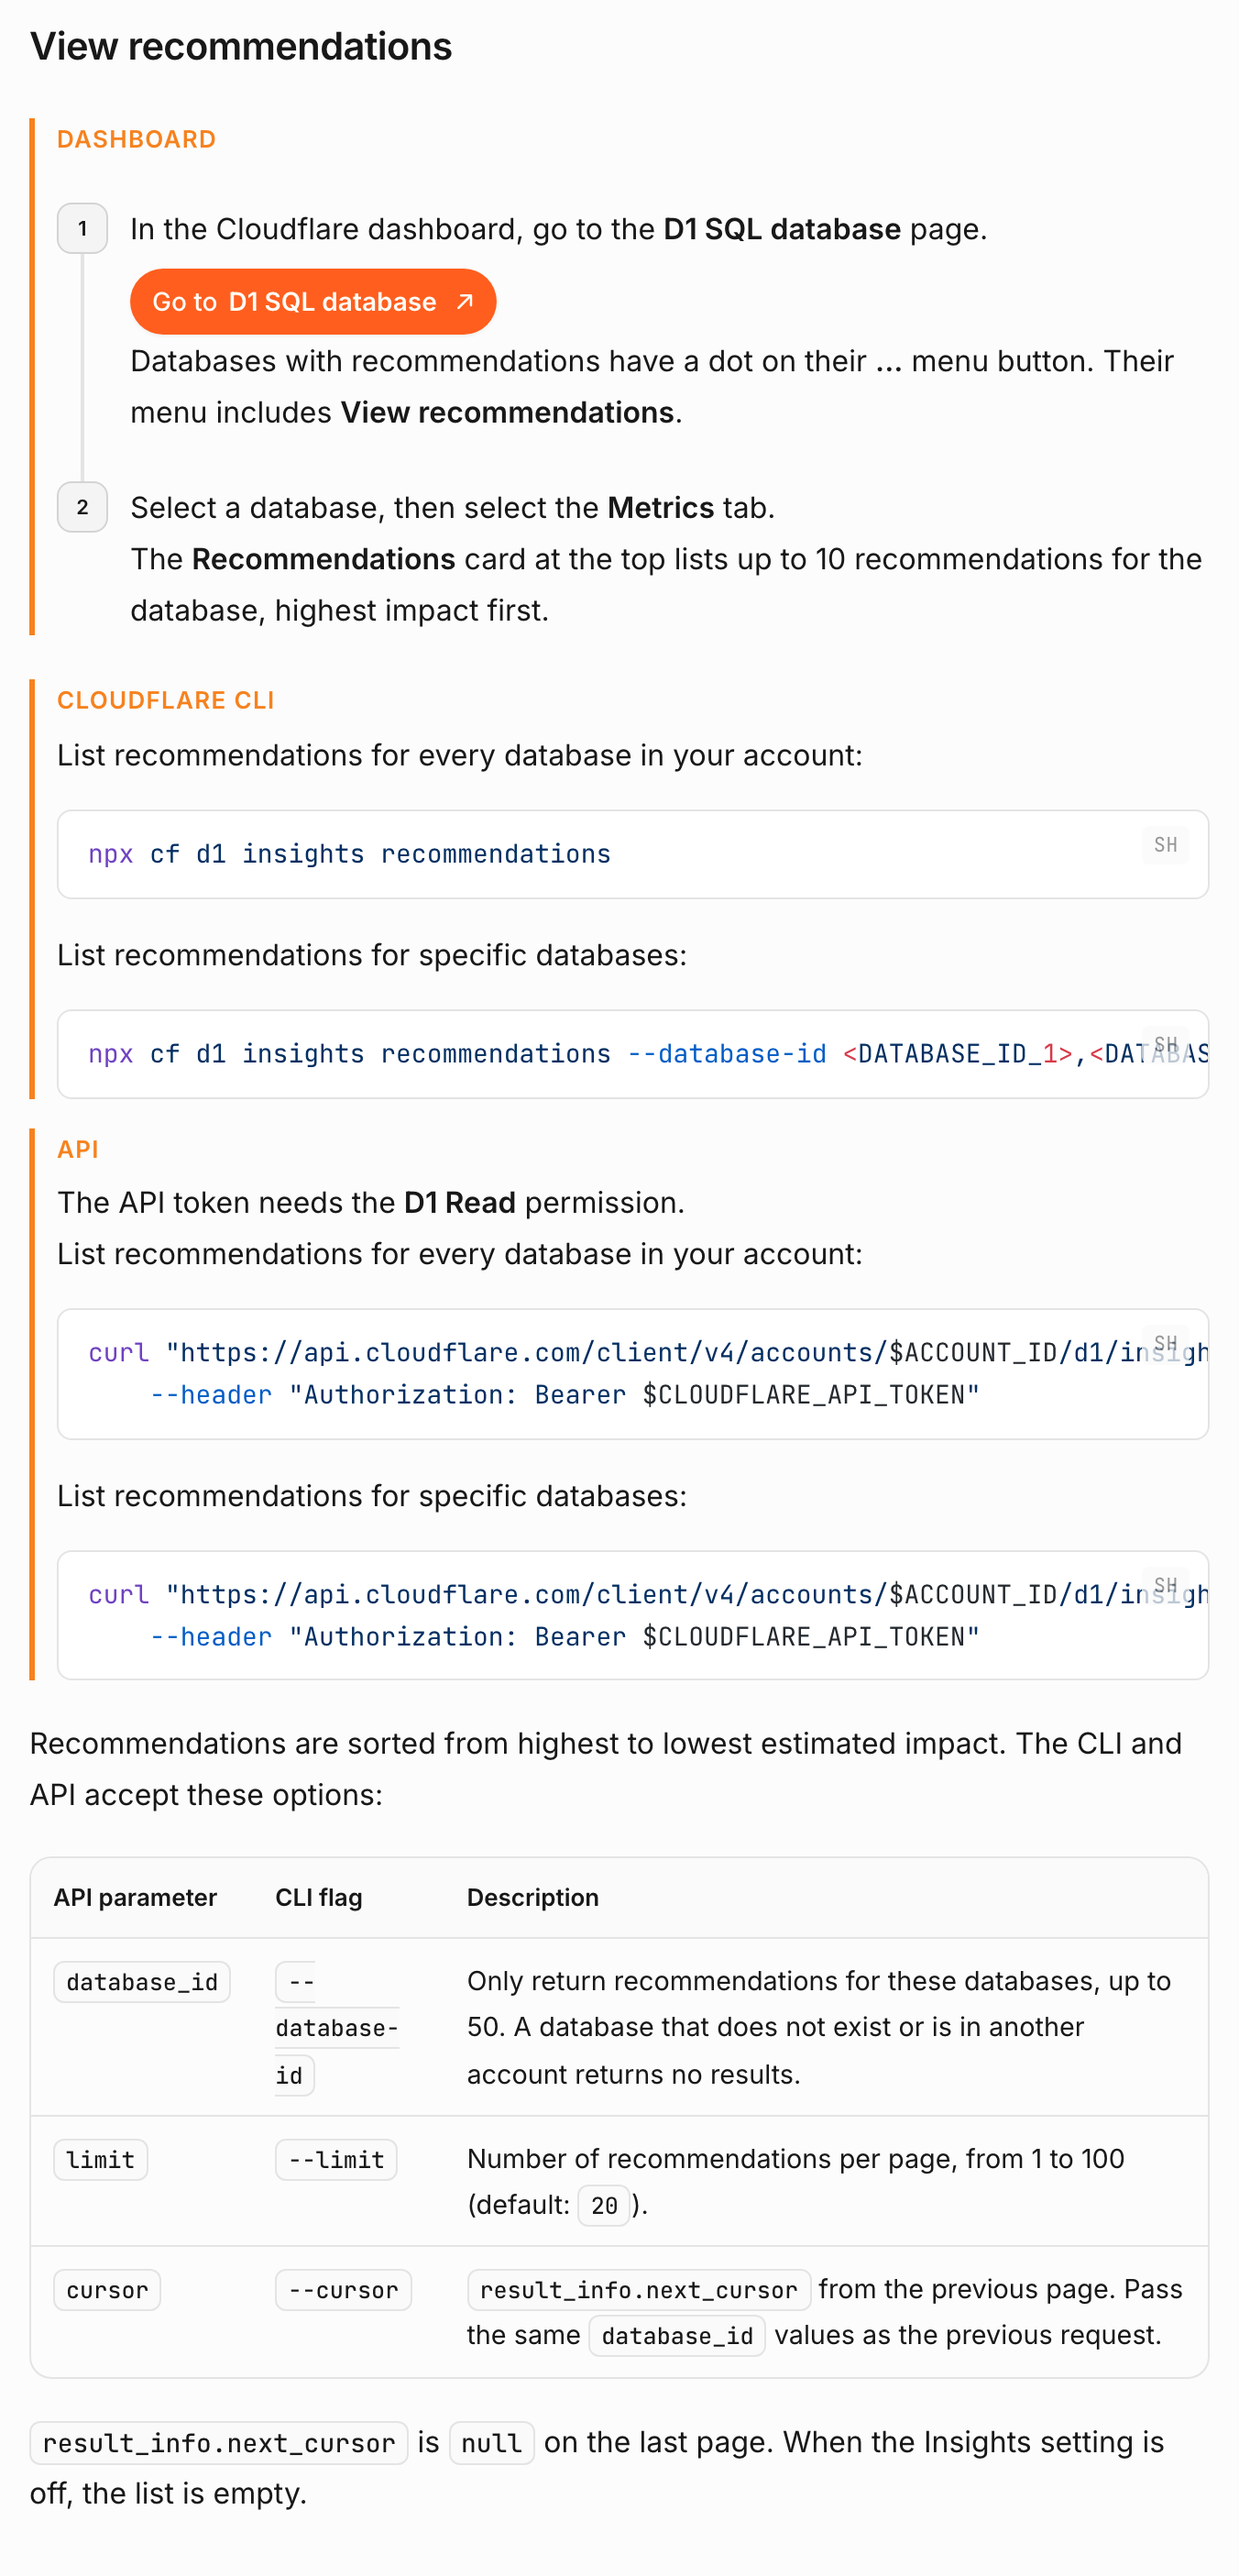 View recommendations
DASHBOARD
1
In the Cloudflare dashboard, go to the D1 SQL database page.
Go to D1 SQL database ↗
Databases with recommendations have a dot on their ... menu button. Their
menu includes View recommendations.
2
Select a database, then select the Metrics tab.
The Recommendations card at the top lists up to 10 recommendations for the
database, highest impact first.
CLOUDFLARE CLI
List recommendations for every database in your account:
SH
npx cf d1 insights recommendations
List recommendations for specific databases:
SH
npx cf d1 insights recommendations --database-id <DATABASE_ID_1>,<DATABAS
API
The API token needs the D1 Read permission.
List recommendations for every database in your account:
SH
curl "https://api.cloudflare.com/client/v4/accounts/$ACCOUNT_ID/d1/insigh
--header "Authorization: Bearer $CLOUDFLARE_API_TOKEN"
List recommendations for specific databases:
SH
curl "https://api.cloudflare.com/client/v4/accounts/$ACCOUNT_ID/d1/insigh
--header "Authorization: Bearer $CLOUDFLARE_API_TOKEN"
Recommendations are sorted from highest to lowest estimated impact. The CLI and
API accept these options:
API parameter CLI flag Description
database_id -- Only return recommendations for these databases, up to
database- 50. A database that does not exist or is in another
id account returns no results.
limit --limit Number of recommendations per page, from 1 to 100
(default: 20).
cursor --cursor result_info.next_cursor from the previous page. Pass
the same database_id values as the previous request.
result_info.next_cursor is null on the last page. When the Insights setting is
off, the list is empty.